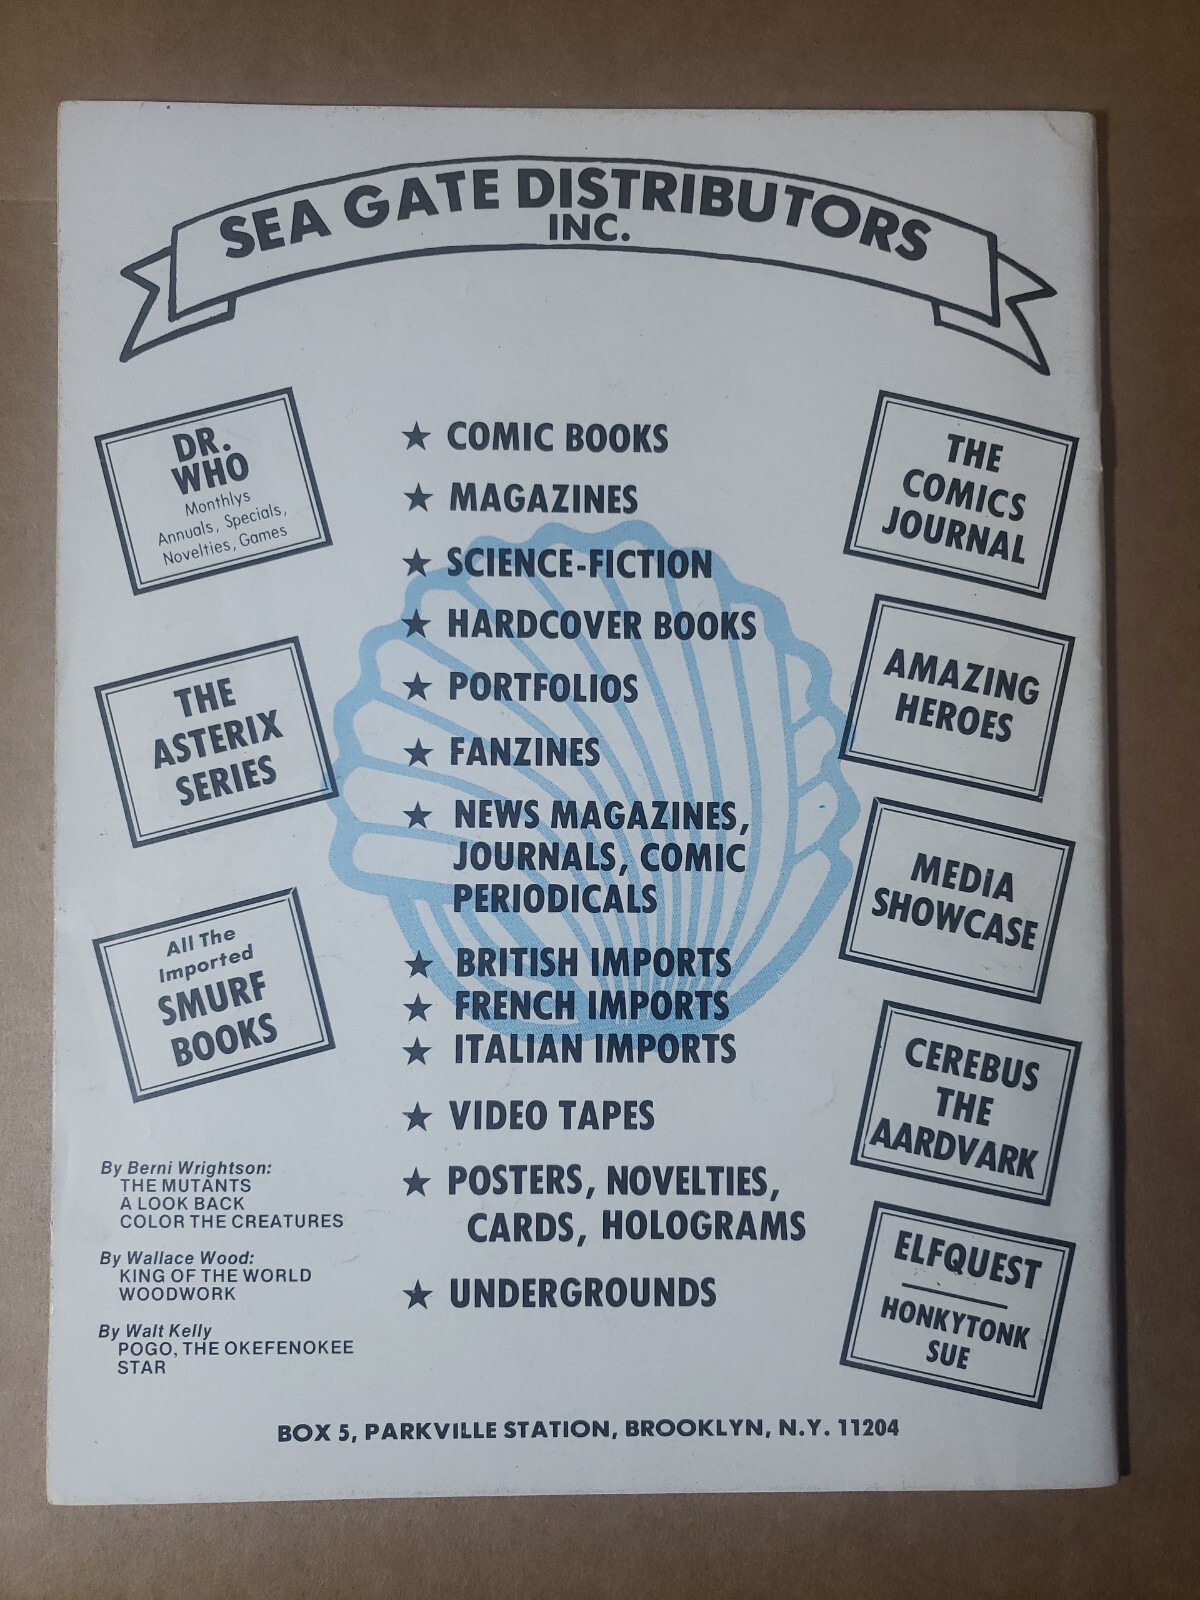 SEA GATE DISTRIBUTORS
INC.
DR.
WHO
Monthlys
Annuals, Specials,
Novelties, Games
THE
ASTERIX
SERIES
All The
Imported
SMURF
BOOKS
By Berni Wrightson:
THE MUTANTS
A LOOK BACK
COLOR THE CREATURES
By Wallace Wood:
KING OF THE WORLD
WOODWORK
By Walt Kelly
POGO, THE OKEFENOKEE
STAR
★ COMIC BOOKS
★ MAGAZINES
★ SCIENCE-FICTION
★ HARDCOVER BOOKS
★ PORTFOLIOS
★ FANZINES
★ NEWS MAGAZINES,
JOURNALS, COMIC
PERIODICALS
★ BRITISH IMPORTS
★ FRENCH IMPORTS
★ ITALIAN IMPORTS
★ VIDEO TAPES
★ POSTERS, NOVELTIES,
CARDS, HOLOGRAMS
★ UNDERGROUNDS
THE
COMICS
JOURNAL
AMAZING
HEROES
MEDIA
SHOWCASE
CEREBUS
THE
AARDVARK
ELFQUEST
HONKYTONK
SUE
BOX 5, PARKVILLE STATION, BROOKLYN, N.Y. 11204